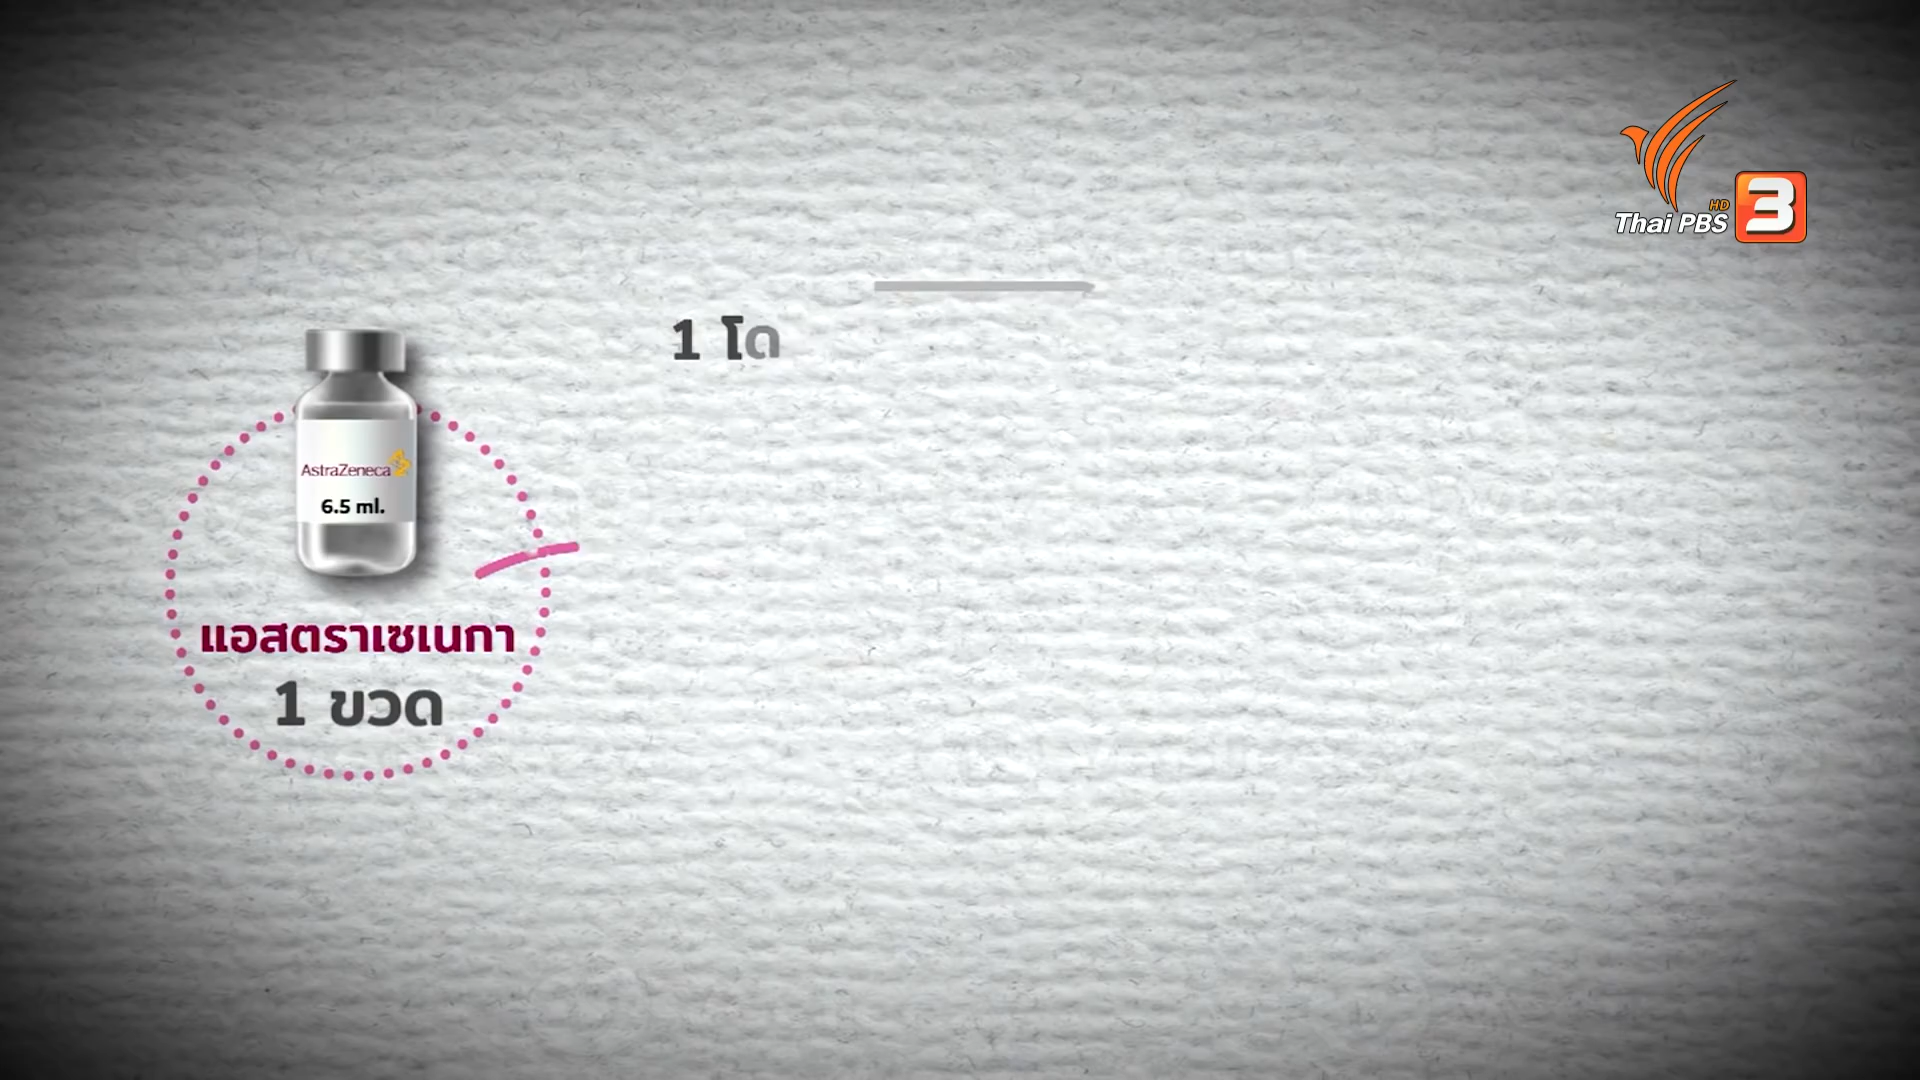 HD
Thai PBS 3
1 โด
AstraZeneca
6.5 ml.
แอสตราเซเนกา
1 ขวด